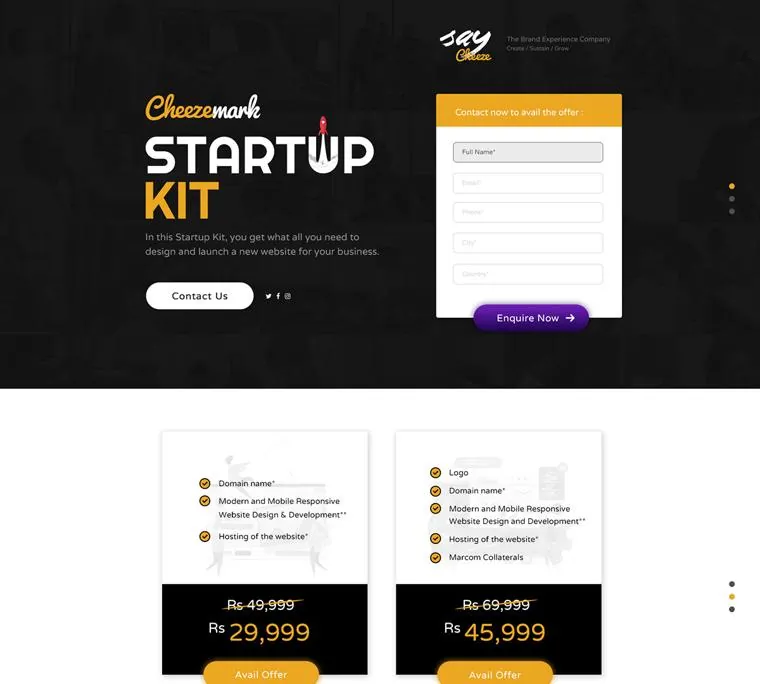 say
Cheeze
The Brand Experience Company
Create / Sustain / Grow
Cheezemark
STARTUP
KIT
In this Startup Kit, you get what all you need to
design and launch a new website for your business.
Contact Us
Contact now to avail the offer :
Full Name*
Email*
Phone*
City*
Country*
Enquire Now
Domain name*
Modern and Mobile Responsive
Website Design & Development**
Hosting of the website*
Rs 49,999
Rs 29,999
Avail Offer
Logo
Domain name*
Modern and Mobile Responsive
Website Design and Development**
Hosting of the website*
Marcom Collaterals
Rs 69,999
Rs 45,999
Avail Offer